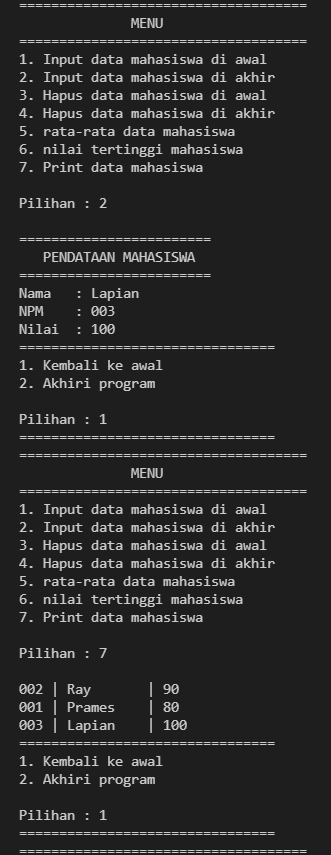 ====================================
MENU
====================================
1. Input data mahasiswa di awal
2. Input data mahasiswa di akhir
3. Hapus data mahasiswa di awal
4. Hapus data mahasiswa di akhir
5. rata-rata data mahasiswa
6. nilai tertinggi mahasiswa
7. Print data mahasiswa
Pilihan : 2
========================
PENDATAAN MAHASISWA
========================
Nama   : Lapian
NPM    : 003
Nilai  : 100
================================
1. Kembali ke awal
2. Akhiri program
Pilihan : 1
================================
====================================
MENU
====================================
1. Input data mahasiswa di awal
2. Input data mahasiswa di akhir
3. Hapus data mahasiswa di awal
4. Hapus data mahasiswa di akhir
5. rata-rata data mahasiswa
6. nilai tertinggi mahasiswa
7. Print data mahasiswa
Pilihan : 7
002 | Ray       | 90
001 | Prames    | 80
003 | Lapian    | 100
================================
1. Kembali ke awal
2. Akhiri program
Pilihan : 1
================================
====================================